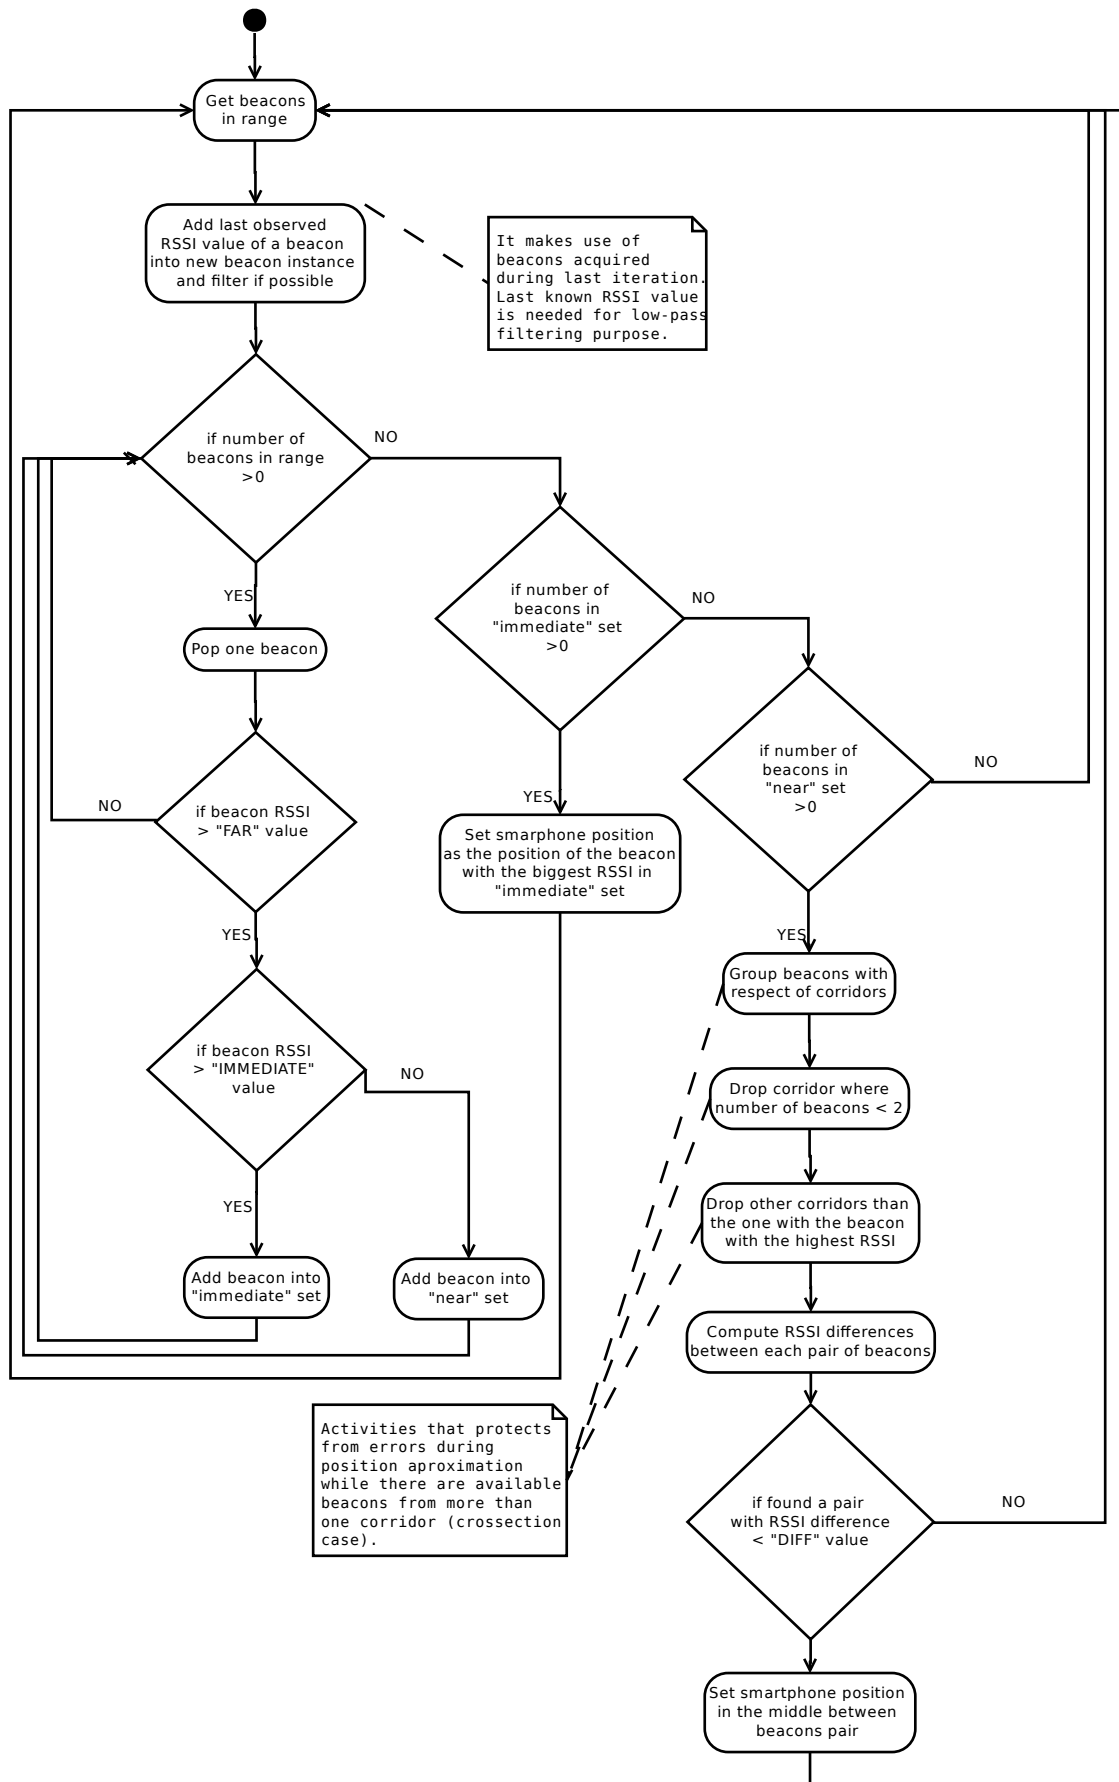 Get beacons
in range
Add last observed
RSSI value of a beacon
into new beacon instance
and filter if possible
It makes use of
beacons acquired
during last iteration.
Last known RSSI value
is needed for low-pass
filtering purpose.
if number of
beacons in range
>0
NO
YES
if number of
beacons in
"immediate" set
>0
NO
YES
Pop one beacon
if number of
beacons in
"near" set
>0
NO
YES
if beacon RSSI
> "FAR" value
NO
YES
Set smarphone position
as the position of the beacon
with the biggest RSSI in
"immediate" set
Group beacons with
respect of corridors
if beacon RSSI
> "IMMEDIATE"
value
NO
YES
Drop corridor where
number of beacons < 2
Drop other corridors than
the one with the beacon
with the highest RSSI
Add beacon into
"immediate" set
Add beacon into
"near" set
Compute RSSI differences
between each pair of beacons
Activities that protects
from errors during
position aproximation
while there are available
beacons from more than
one corridor (crossection
case).
if found a pair
with RSSI difference
< "DIFF" value
NO
Set smartphone position
in the middle between
beacons pair